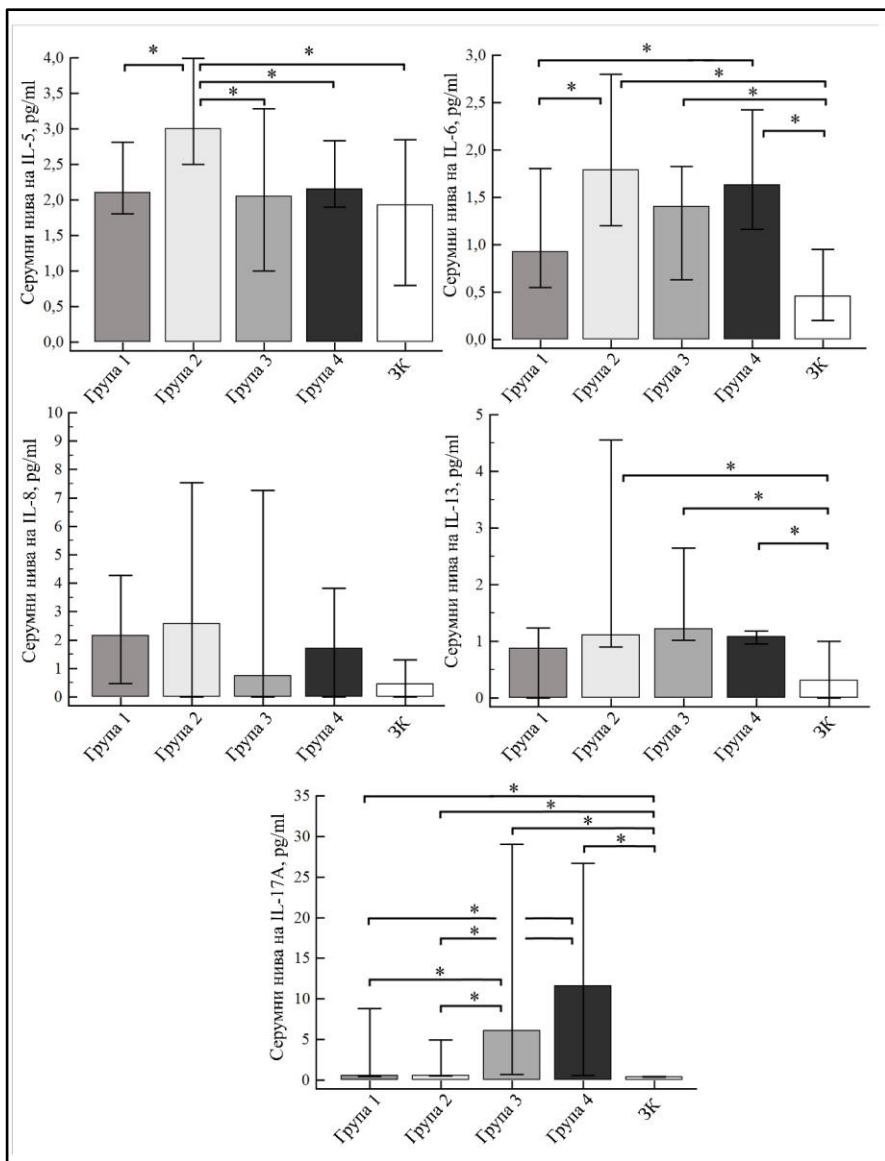 Серумни нива на IL-5, pg/ml
4,0
3,5
3,0
2,5
2,0
1,5
1,0
0,5
0,0
*
*
*
*
Група 1
Група 2
Група 3
Група 4
ЗК
Серумни нива на IL-6, pg/ml
3,0
2,5
2,0
1,5
1,0
0,5
0,0
*
*
*
*
*
Група 1
Група 2
Група 3
Група 4
ЗК
Серумни нива на IL-8, pg/ml
10
9
8
7
6
5
4
3
2
1
0
Група 1
Група 2
Група 3
Група 4
ЗК
Серумни нива на IL-13, pg/ml
5
4
3
2
1
0
*
*
*
Група 1
Група 2
Група 3
Група 4
ЗК
Серумни нива на IL-17A, pg/ml
35
30
25
20
15
10
5
0
*
*
*
*
*
*
*
*
Група 1
Група 2
Група 3
Група 4
ЗК